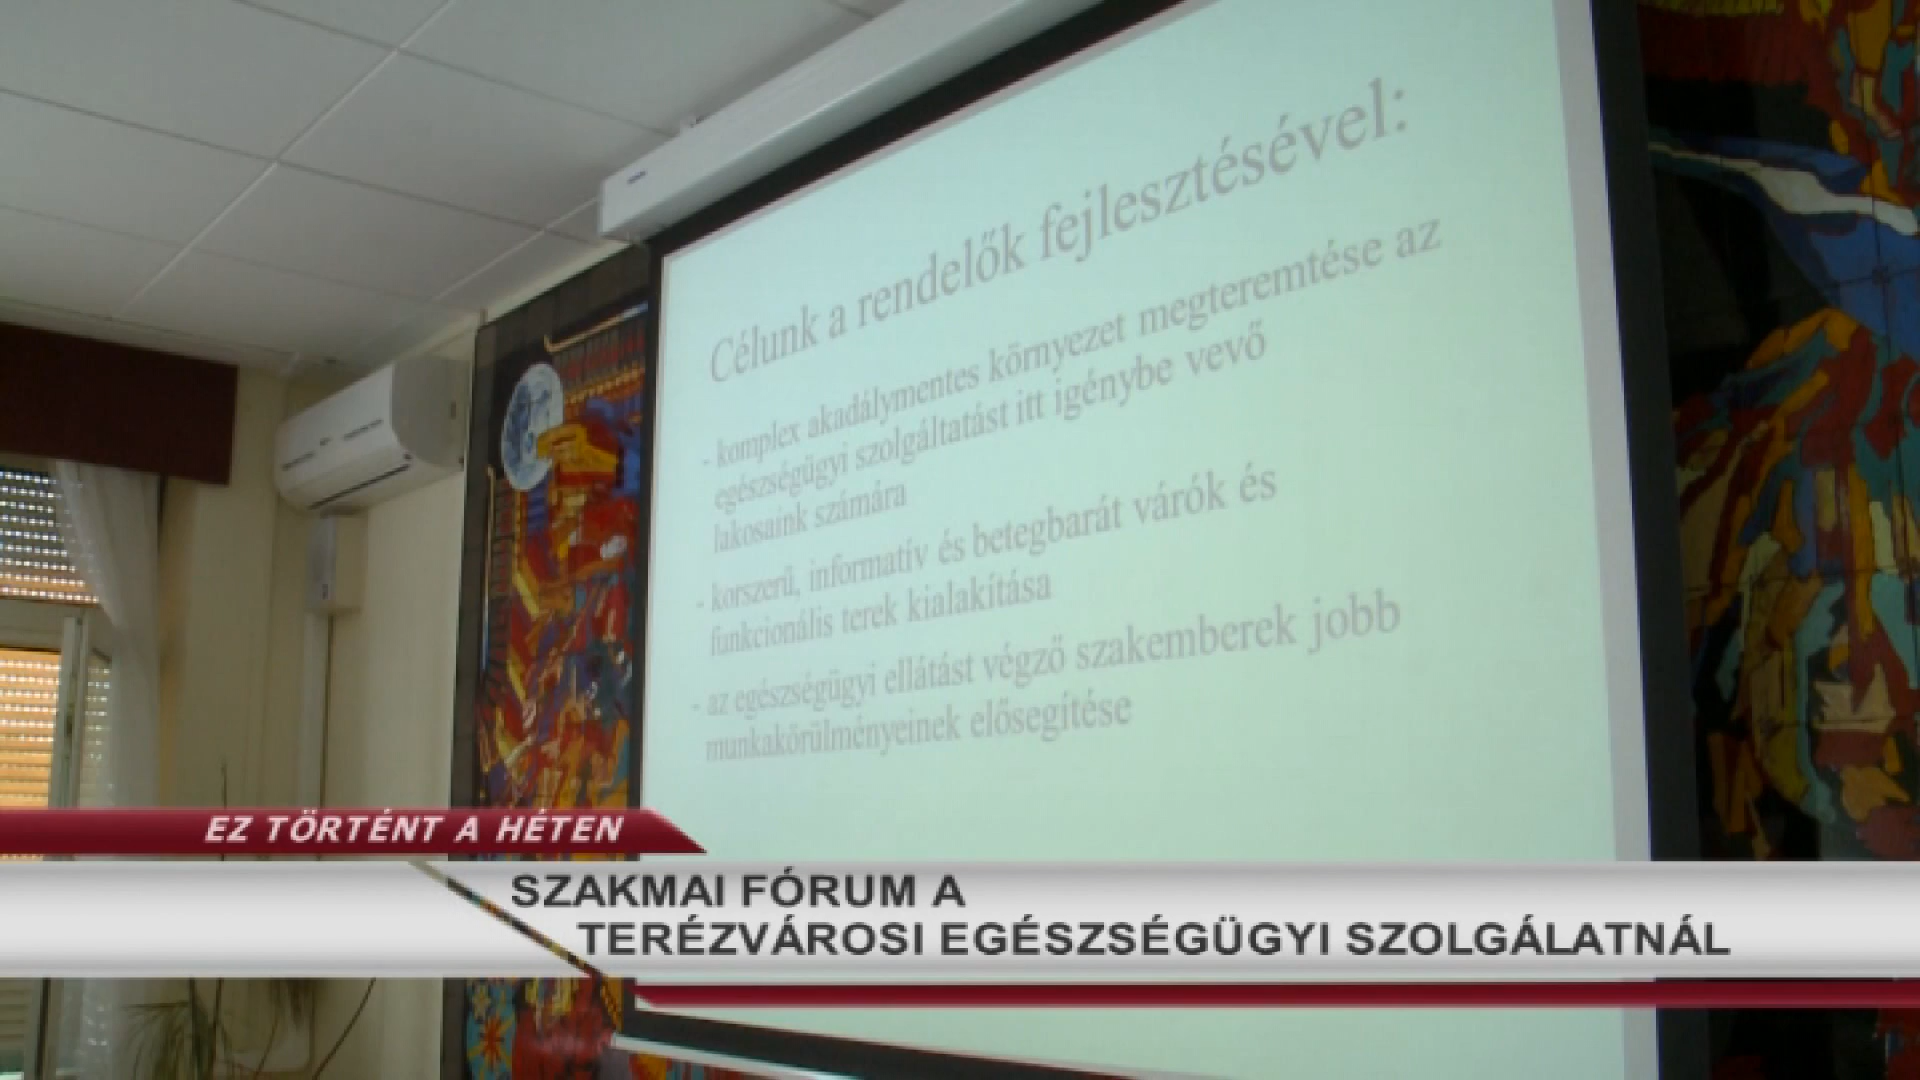 Célunk a rendelők fejlesztésével:
- komplex akadálymentes környezet megteremtése az
egészségügyi szolgáltatást itt igénybe vevő
lakosaink számára
- korszerű, informatív és betegbarát várók és
funkcionális terek kialakítása
- az egészségügyi ellátást végző szakemberek jobb
munkakörülményeinek elősegítése
EZ TÖRTÉNT A HÉTEN
SZAKMAI FÓRUM A
TERÉZVÁROSI EGÉSZSÉGÜGYI SZOLGÁLATNÁL